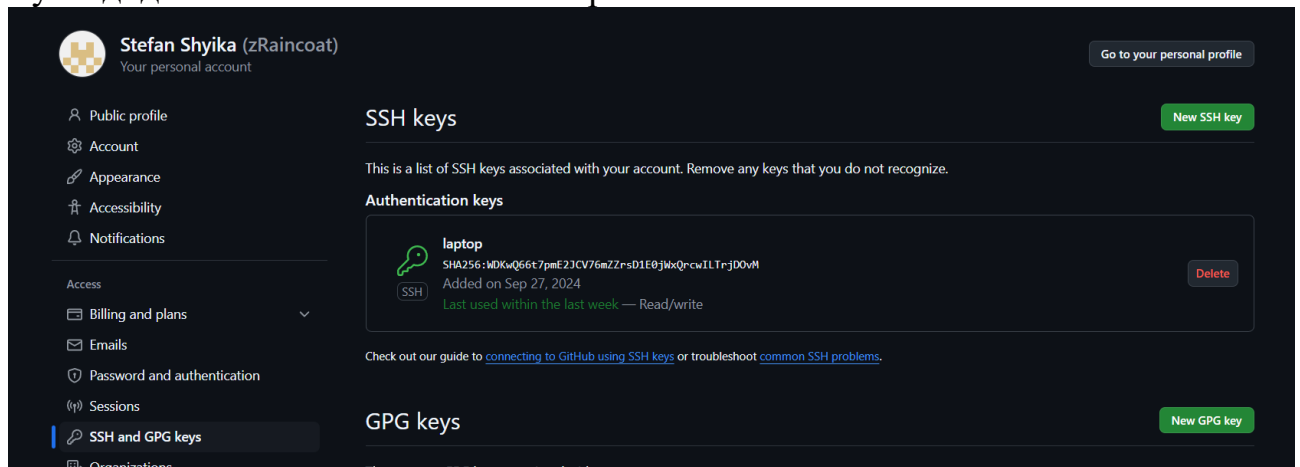 Stefan Shyika (zRaincoat)
Your personal account
Go to your personal profile
Public profile
Account
Appearance
Accessibility
Notifications
Access
Billing and plans
Emails
Password and authentication
Sessions
SSH and GPG keys
Organizations
SSH keys
New SSH key
This is a list of SSH keys associated with your account. Remove any keys that you do not recognize.
Authentication keys
laptop
SHA256:WDKwQ66t7pmE2JCV76mZZrsD1E0jWxQrcwILTrjDOvM
SSH
Added on Sep 27, 2024
Last used within the last week — Read/write
Delete
Check out our guide to connecting to GitHub using SSH keys or troubleshoot common SSH problems.
GPG keys
New GPG key